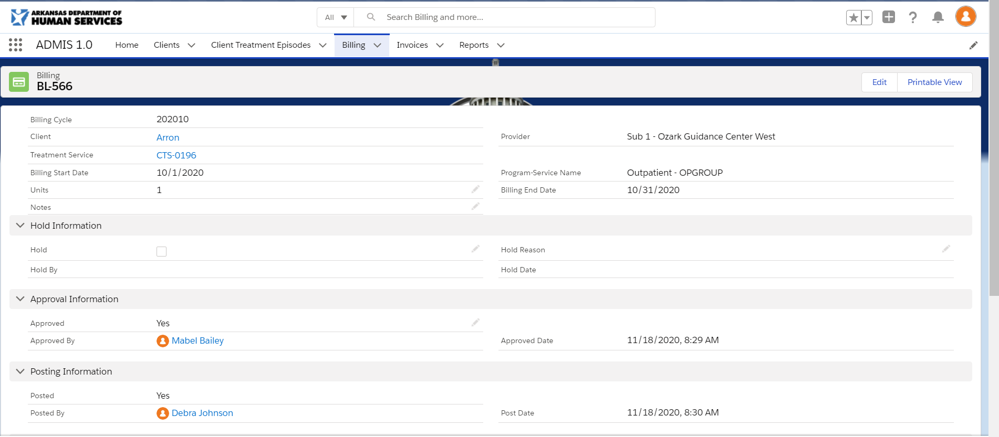 ARKANSAS DEPARTMENT OF
HUMAN SERVICES
All
Search Billing and more...
ADMIS 1.0
Home
Clients
Client Treatment Episodes
Billing
Invoices
Reports
Billing
BL-566
Edit
Printable View
Billing Cycle 202010
Client Arron
Provider Sub 1 - Ozark Guidance Center West
Treatment Service CTS-0196
Billing Start Date 10/1/2020
Program-Service Name Outpatient - OPGROUP
Units 1
Billing End Date 10/31/2020
Notes
Hold Information
Hold
Hold Reason
Hold By
Hold Date
Approval Information
Approved Yes
Approved By Mabel Bailey
Approved Date 11/18/2020, 8:29 AM
Posting Information
Posted Yes
Posted By Debra Johnson
Post Date 11/18/2020, 8:30 AM